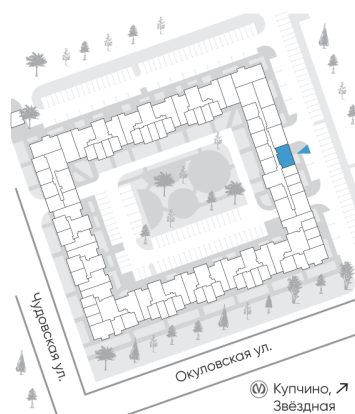 Чудовская ул.
Окуловская ул.
Купчино, ↗
Звёздная